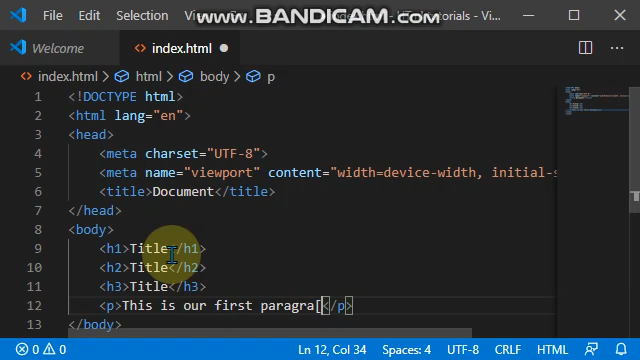 File Edit Selection
www.BANDICAM.com
Welcome
index.html
index.html > html > body > p
1 <!DOCTYPE html>
2 <html lang="en">
3 <head>
4 <meta charset="UTF-8">
5 <meta name="viewport" content="width=device-width, initial-s
6 <title>Document</title>
7 </head>
8 <body>
9 <h1>Title</h1>
10 <h2>Title</h2>
11 <h3>Title</h3>
12 <p>This is our first paragra[</p>
13 </body>
0 0 Ln 12, Col 34 Spaces: 4 UTF-8 CRLF HTML